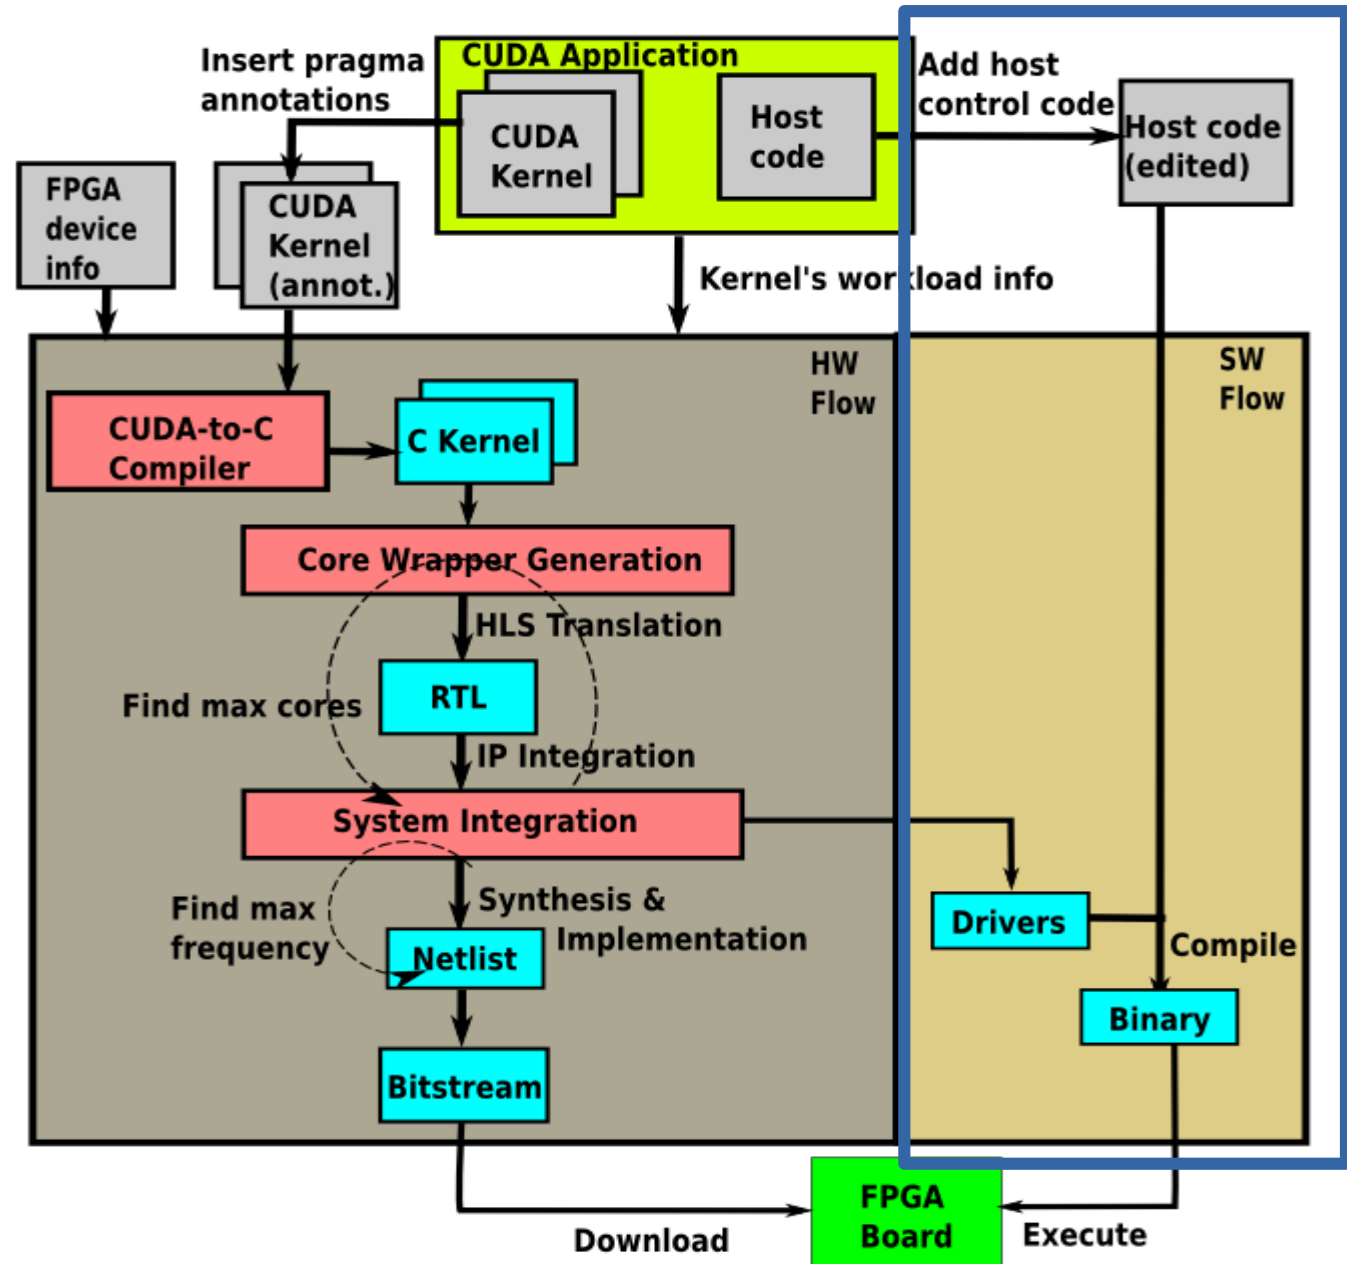 Insert pragma
annotations
CUDA Application
CUDA
Kernel
Host
code
Add host
control code
Host code
(edited)
FPGA
device
info
CUDA
Kernel
(annot.)
Kernel's workload info
HW
Flow
SW
Flow
CUDA-to-C
Compiler
C Kernel
Core Wrapper Generation
HLS Translation
RTL
Find max cores
IP Integration
System Integration
Find max
frequency
Synthesis &
Implementation
Netlist
Drivers
Compile
Binary
Bitstream
FPGA
Board
Download
Execute